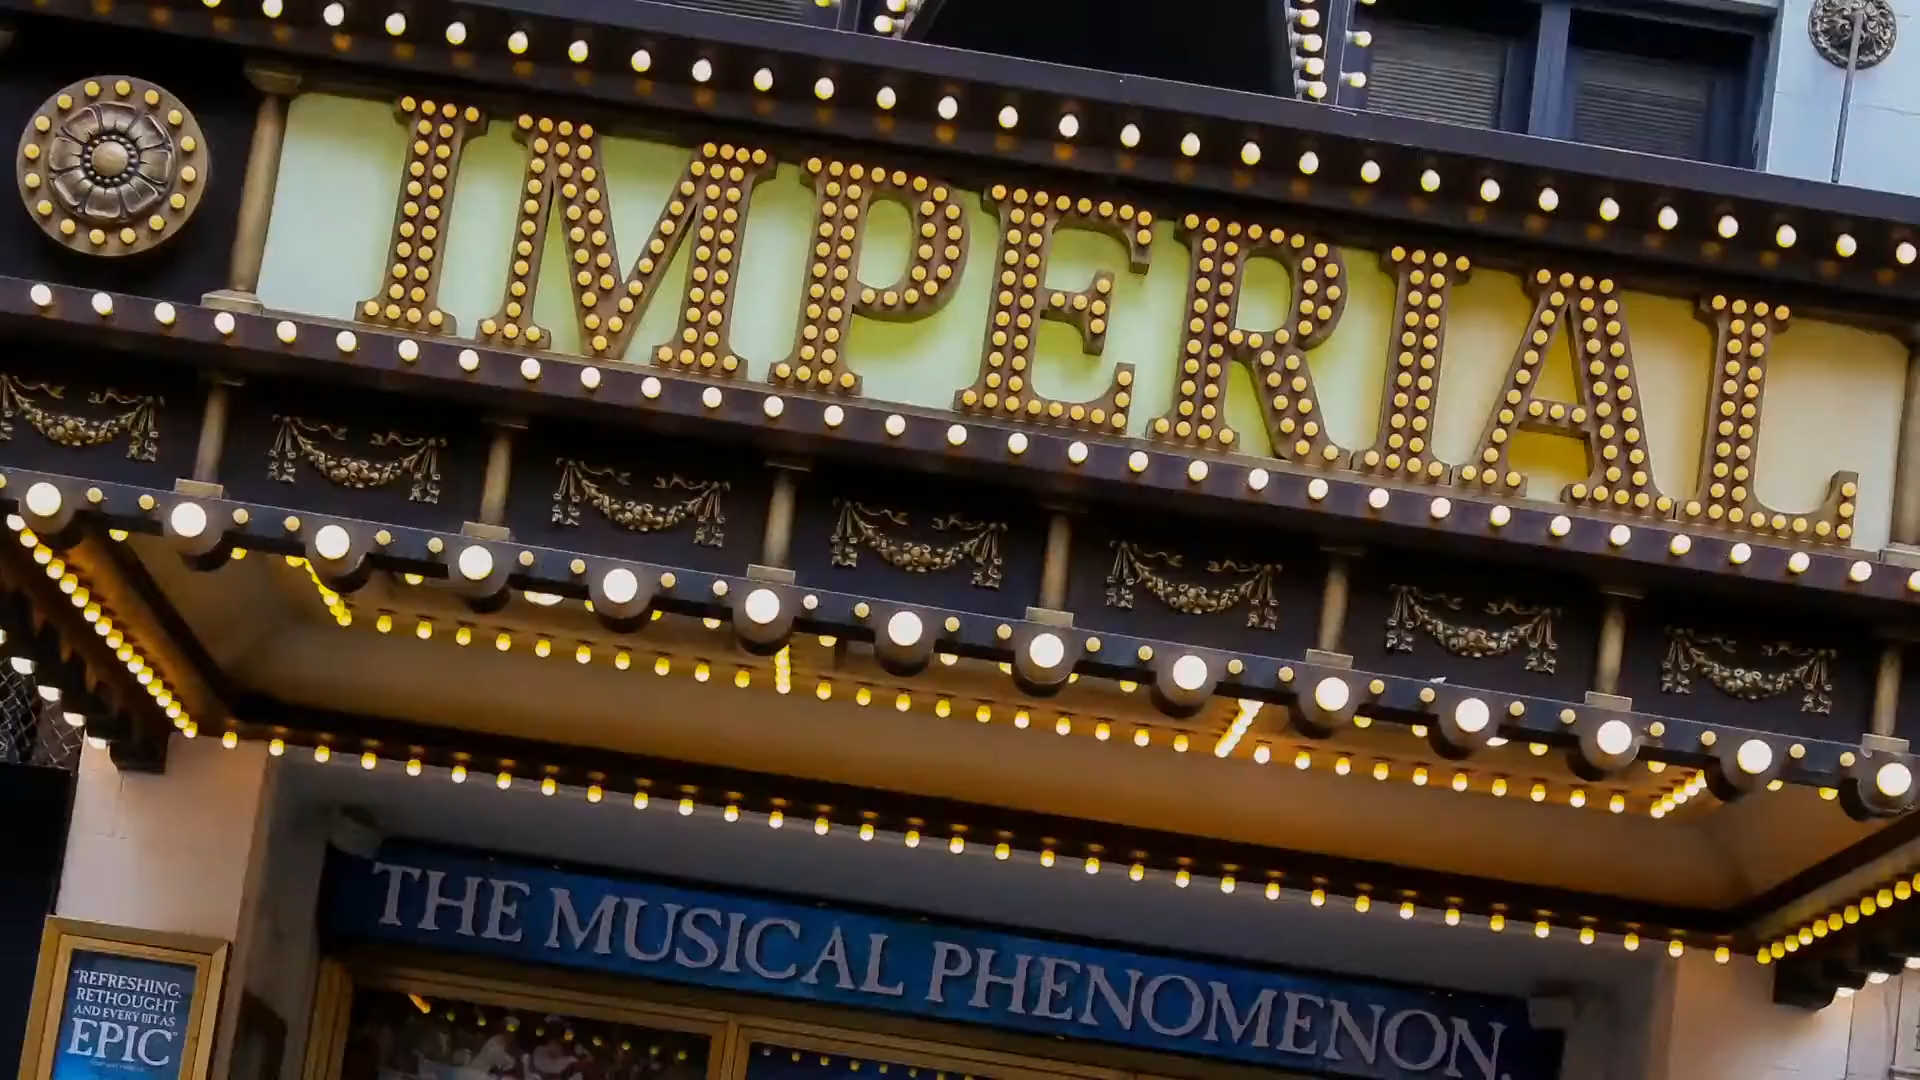 IMPERIAL
THE MUSICAL PHENOMENON.
"REFRESHING,
RETHOUGHT
AND EVERY BIT AS
EPIC"